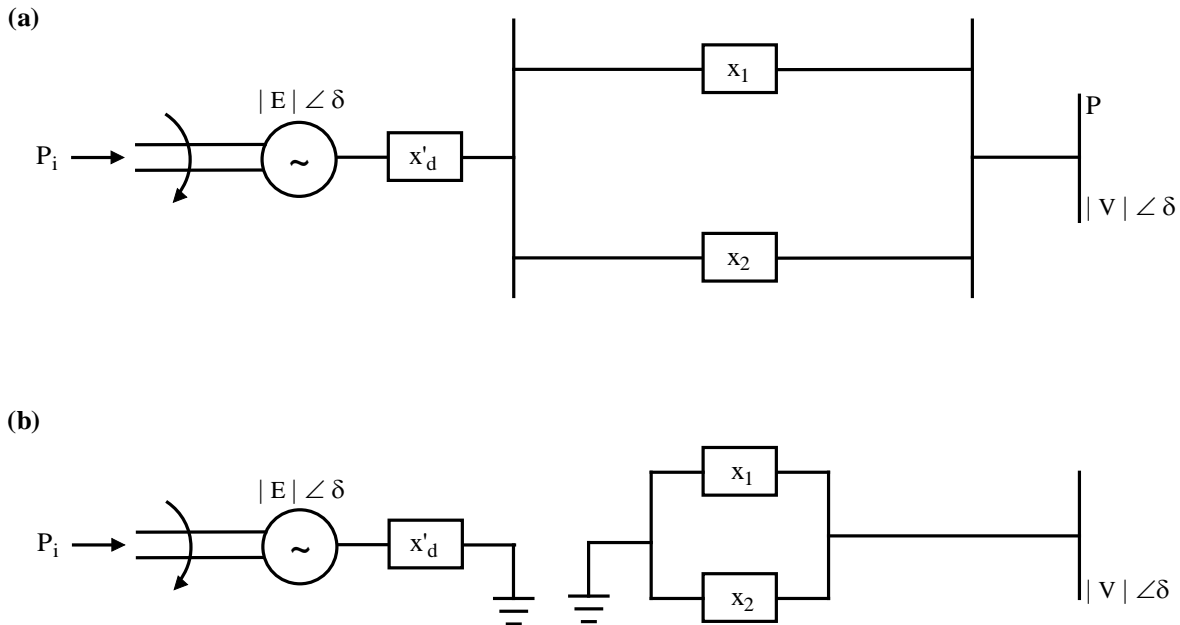 (a)
| E | ∠ δ
x₁
P
Pᵢ
~
x'd
| V | ∠ δ
x₂
(b)
| E | ∠ δ
x₁
Pᵢ
~
x'd
x₂
| V | ∠δ